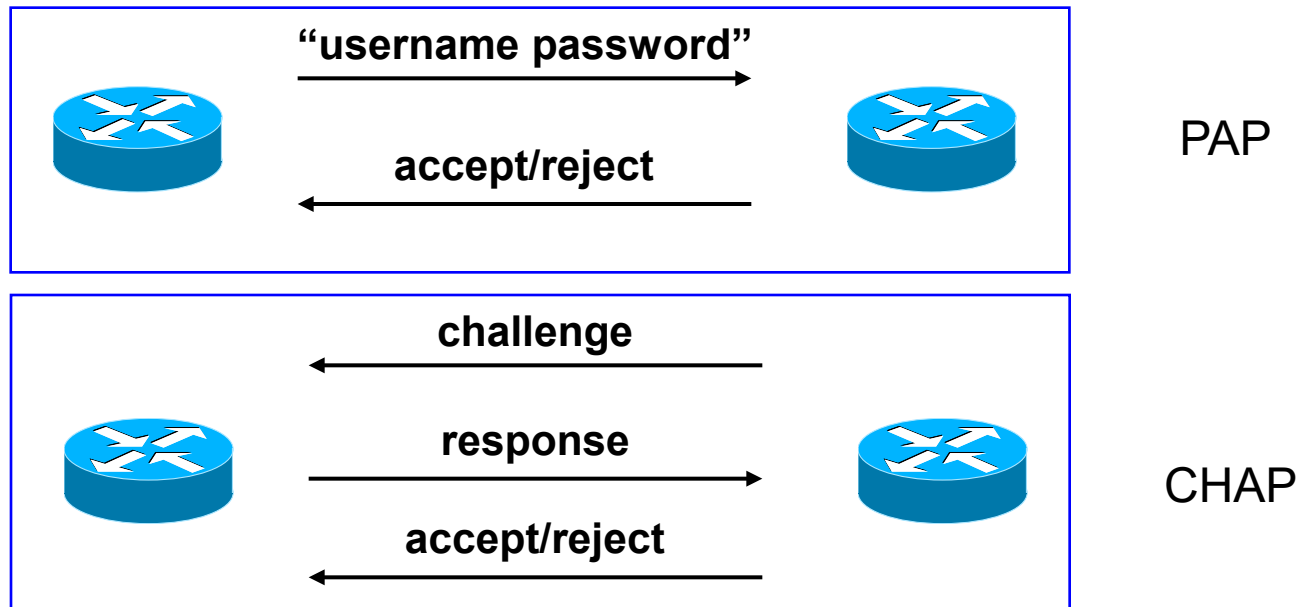 “username password”
accept/reject
PAP
challenge
response
accept/reject
CHAP